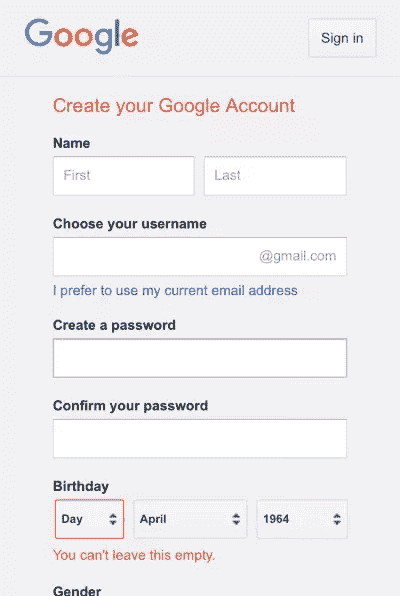 Google
Sign in
Create your Google Account
Name
First Last
Choose your username
@gmail.com
I prefer to use my current email address
Create a password
Confirm your password
Birthday
Day April 1964
You can't leave this empty.
Gender